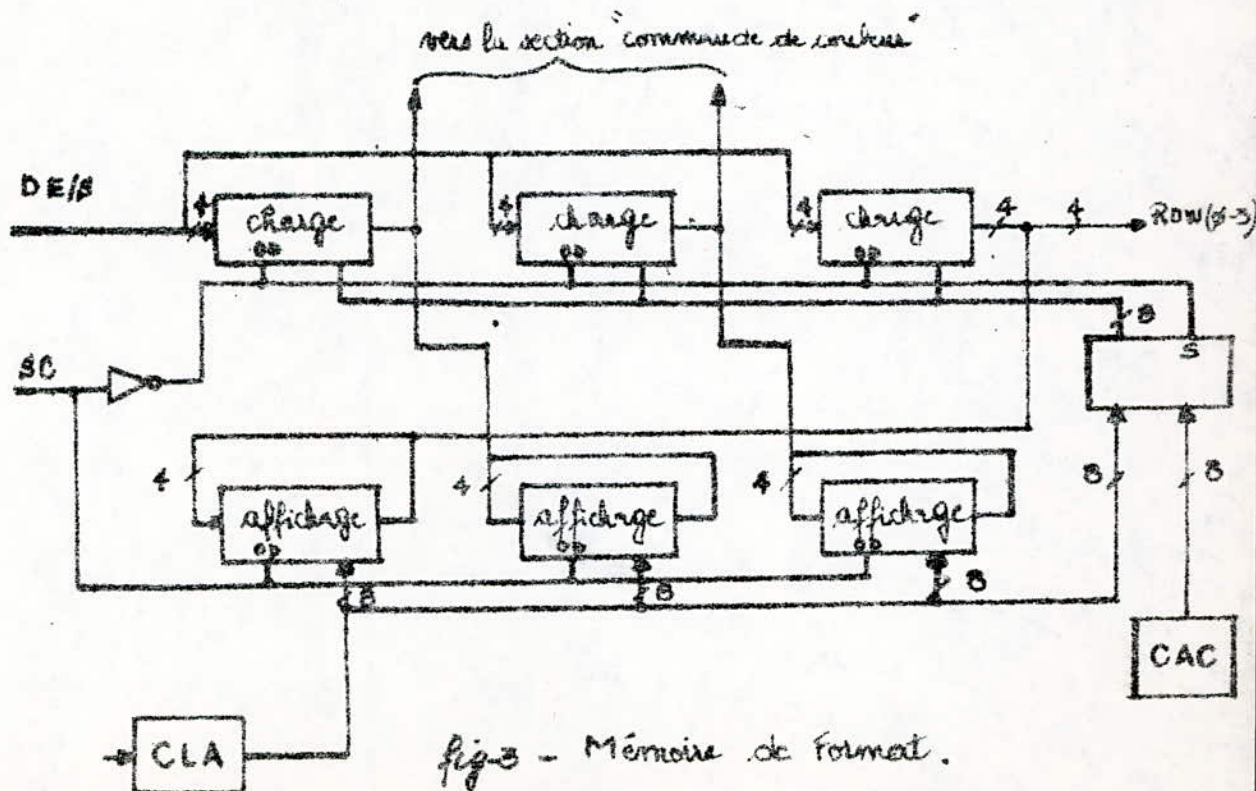 vers la section "commande de couleur"
DE/S
4
charge
4
charge
4
charge
4
4
ROW(ø-3)
SC
8
S
4
affichage
4
affichage
4
affichage
8
8
8
8
8
CAC
CLA
fig-3 - Mémoire de Format.